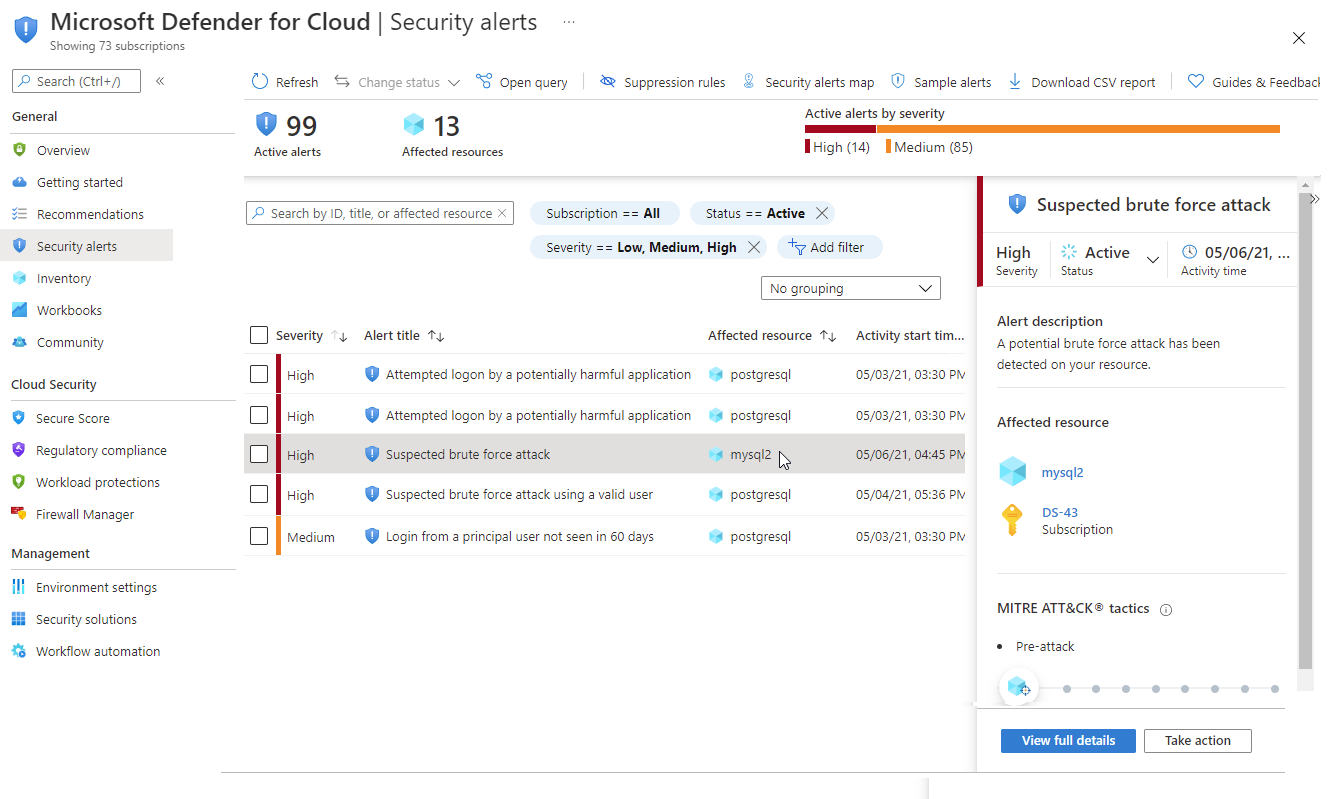 Microsoft Defender for Cloud | Security alerts ...
Showing 73 subscriptions
Search (Ctrl+/) «
General
Overview
Getting started
Recommendations
Security alerts
Inventory
Workbooks
Community
Cloud Security
Secure Score
Regulatory compliance
Workload protections
Firewall Manager
Management
Environment settings
Security solutions
Workflow automation
Refresh Change status Open query Suppression rules Security alerts map Sample alerts Download CSV report Guides & Feedback
99 Active alerts
13 Affected resources
Active alerts by severity
High (14) Medium (85)
Search by ID, title, or affected resource
Subscription == All Status == Active
Severity == Low, Medium, High Add filter
No grouping
Severity Alert title Affected resource Activity start tim...
High Attempted logon by a potentially harmful application postgresql 05/03/21, 03:30 PM
High Attempted logon by a potentially harmful application postgresql 05/03/21, 03:30 PM
High Suspected brute force attack mysql2 05/06/21, 04:45 PM
High Suspected brute force attack using a valid user postgresql 05/04/21, 05:36 PM
Medium Login from a principal user not seen in 60 days postgresql 05/03/21, 03:30 PM
Suspected brute force attack
High Active 05/06/21, ...
Severity Status Activity time
Alert description
A potential brute force attack has been
detected on your resource.
Affected resource
mysql2
DS-43
Subscription
MITRE ATT&CK® tactics
• Pre-attack
View full details Take action